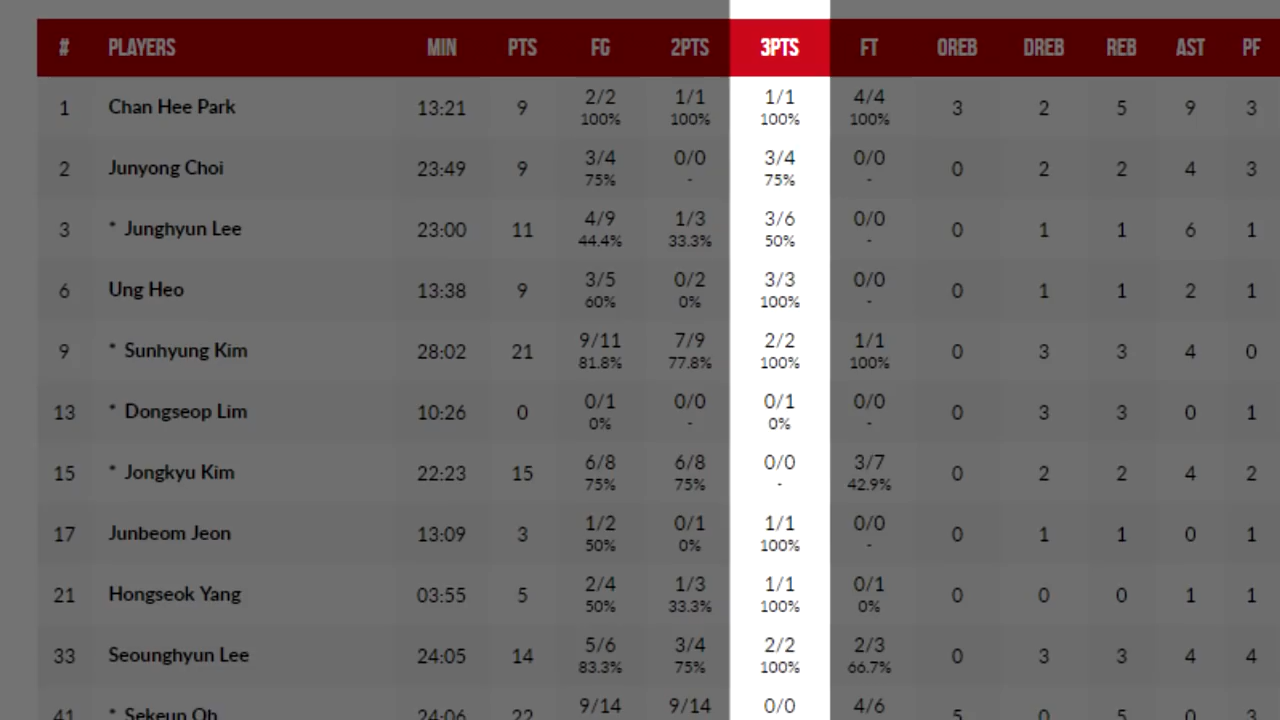 # PLAYERS MIN PTS FG 2PTS 3PTS FT OREB DREB REB AST PF
1 Chan Hee Park 13:21 9 2/2 1/1 1/1 4/4 3 2 5 9 3
100% 100% 100% 100%
2 Junyong Choi 23:49 9 3/4 0/0 3/4 0/0 0 2 2 4 3
75% - 75% -
3 * Junghyun Lee 23:00 11 4/9 1/3 3/6 0/0 0 1 1 6 1
44.4% 33.3% 50% -
6 Ung Heo 13:38 9 3/5 0/2 3/3 0/0 0 1 1 2 1
60% 0% 100% -
9 * Sunhyung Kim 28:02 21 9/11 7/9 2/2 1/1 0 3 3 4 0
81.8% 77.8% 100% 100%
13 * Dongseop Lim 10:26 0 0/1 0/0 0/1 0/0 0 3 3 0 1
0% - 0% -
15 * Jongkyu Kim 22:23 15 6/8 6/8 0/0 3/7 0 2 2 4 2
75% 75% - 42.9%
17 Junbeom Jeon 13:09 3 1/2 0/1 1/1 0/0 0 1 1 0 1
50% 0% 100% -
21 Hongseok Yang 03:55 5 2/4 1/3 1/1 0/1 0 0 0 1 1
50% 33.3% 100% 0%
33 Seounghyun Lee 24:05 14 5/6 3/4 2/2 2/3 0 3 3 4 4
83.3% 75% 100% 66.7%
41 * Sekeun Oh 24:06 22 9/14 9/14 0/0 4/6 5 0 5 0 3